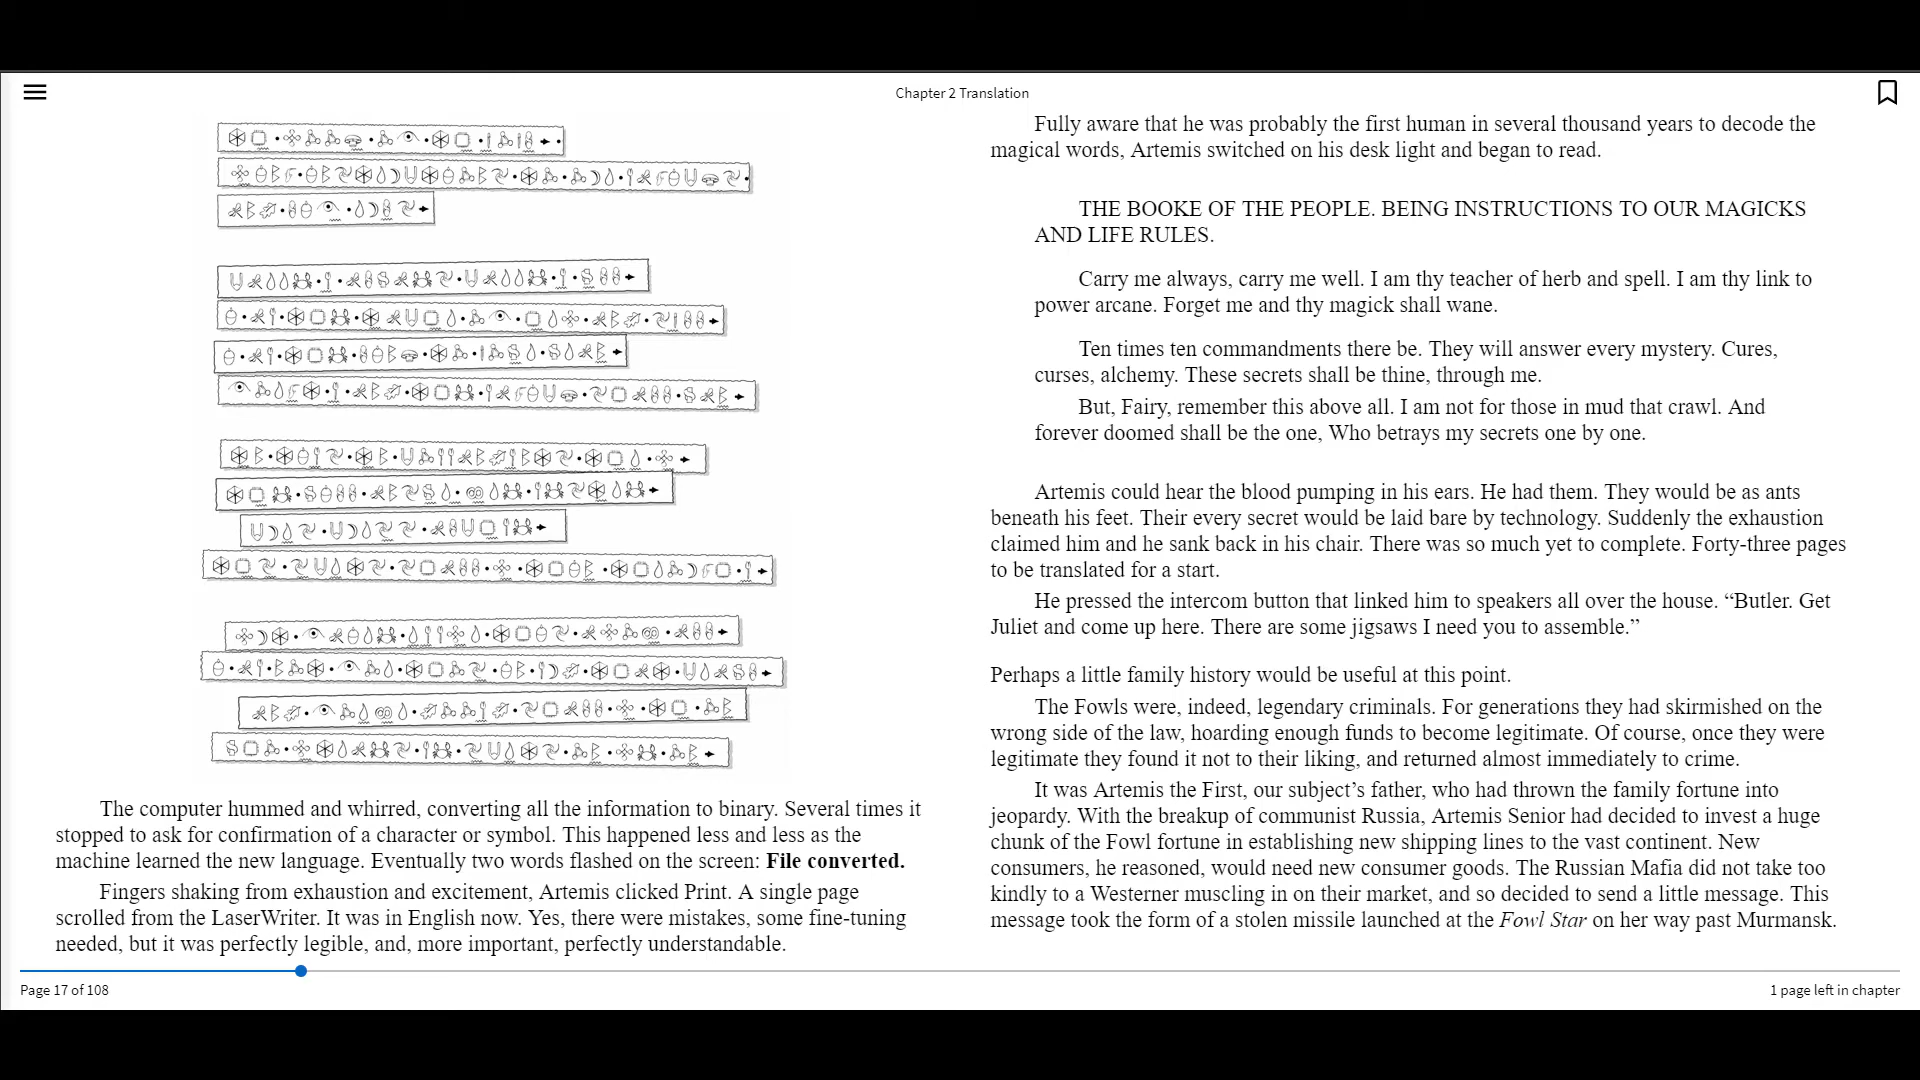 Chapter 2 Translation
The computer hummed and whirred, converting all the information to binary. Several times it
stopped to ask for confirmation of a character or symbol. This happened less and less as the
machine learned the new language. Eventually two words flashed on the screen: File converted.
Fingers shaking from exhaustion and excitement, Artemis clicked Print. A single page
scrolled from the LaserWriter. It was in English now. Yes, there were mistakes, some fine-tuning
needed, but it was perfectly legible, and, more important, perfectly understandable.
Fully aware that he was probably the first human in several thousand years to decode the
magical words, Artemis switched on his desk light and began to read.
THE BOOKE OF THE PEOPLE. BEING INSTRUCTIONS TO OUR MAGICKS
AND LIFE RULES.
Carry me always, carry me well. I am thy teacher of herb and spell. I am thy link to
power arcane. Forget me and thy magick shall wane.
Ten times ten commandments there be. They will answer every mystery. Cures,
curses, alchemy. These secrets shall be thine, through me.
But, Fairy, remember this above all. I am not for those in mud that crawl. And
forever doomed shall be the one, Who betrays my secrets one by one.
Artemis could hear the blood pumping in his ears. He had them. They would be as ants
beneath his feet. Their every secret would be laid bare by technology. Suddenly the exhaustion
claimed him and he sank back in his chair. There was so much yet to complete. Forty-three pages
to be translated for a start.
He pressed the intercom button that linked him to speakers all over the house. “Butler. Get
Juliet and come up here. There are some jigsaws I need you to assemble.”
Perhaps a little family history would be useful at this point.
The Fowls were, indeed, legendary criminals. For generations they had skirmished on the
wrong side of the law, hoarding enough funds to become legitimate. Of course, once they were
legitimate they found it not to their liking, and returned almost immediately to crime.
It was Artemis the First, our subject’s father, who had thrown the family fortune into
jeopardy. With the breakup of communist Russia, Artemis Senior had decided to invest a huge
chunk of the Fowl fortune in establishing new shipping lines to the vast continent. New
consumers, he reasoned, would need new consumer goods. The Russian Mafia did not take too
kindly to a Westerner muscling in on their market, and so decided to send a little message. This
message took the form of a stolen missile launched at the Fowl Star on her way past Murmansk.
Page 17 of 108
1 page left in chapter